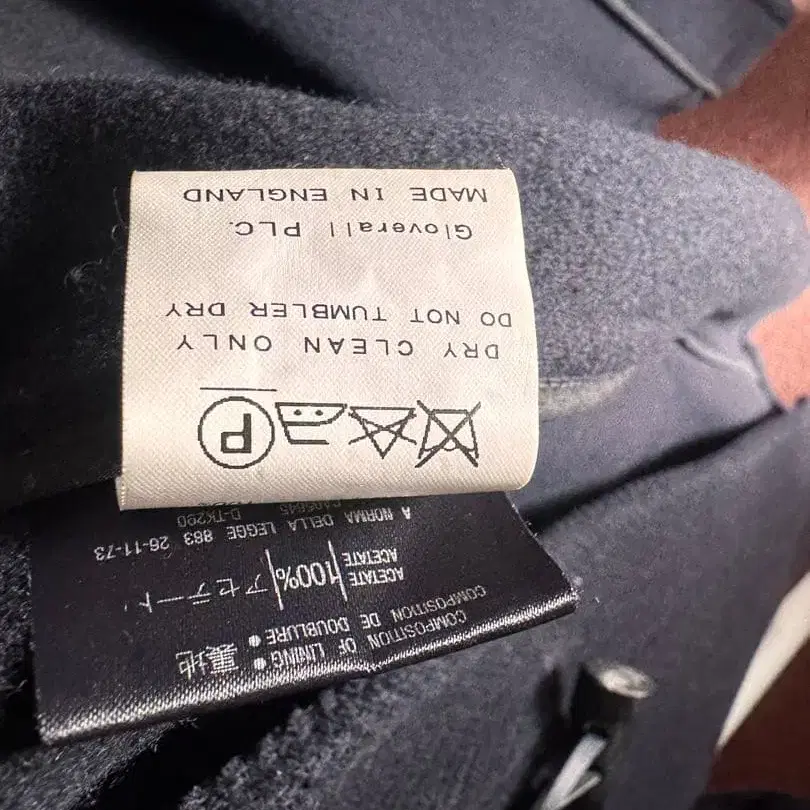 P
DRY CLEAN ONLY
DO NOT TUMBLER DRY
Gloverall PLC.
MADE IN ENGLAND
COMPOSITION OF LINING • 裏地
COMPOSITION DE DOUBLURE •
ACETATE
ACETATE 100% アセテート
A NORMA DELLA LEGGE 883 26-11-73
D-TK290